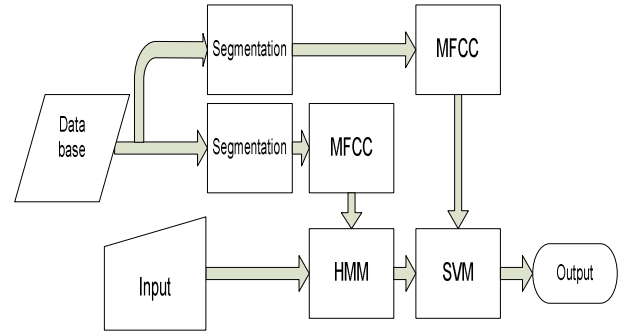 Segmentation
MFCC
Data
base
Segmentation
MFCC
Input
HMM
SVM
Output